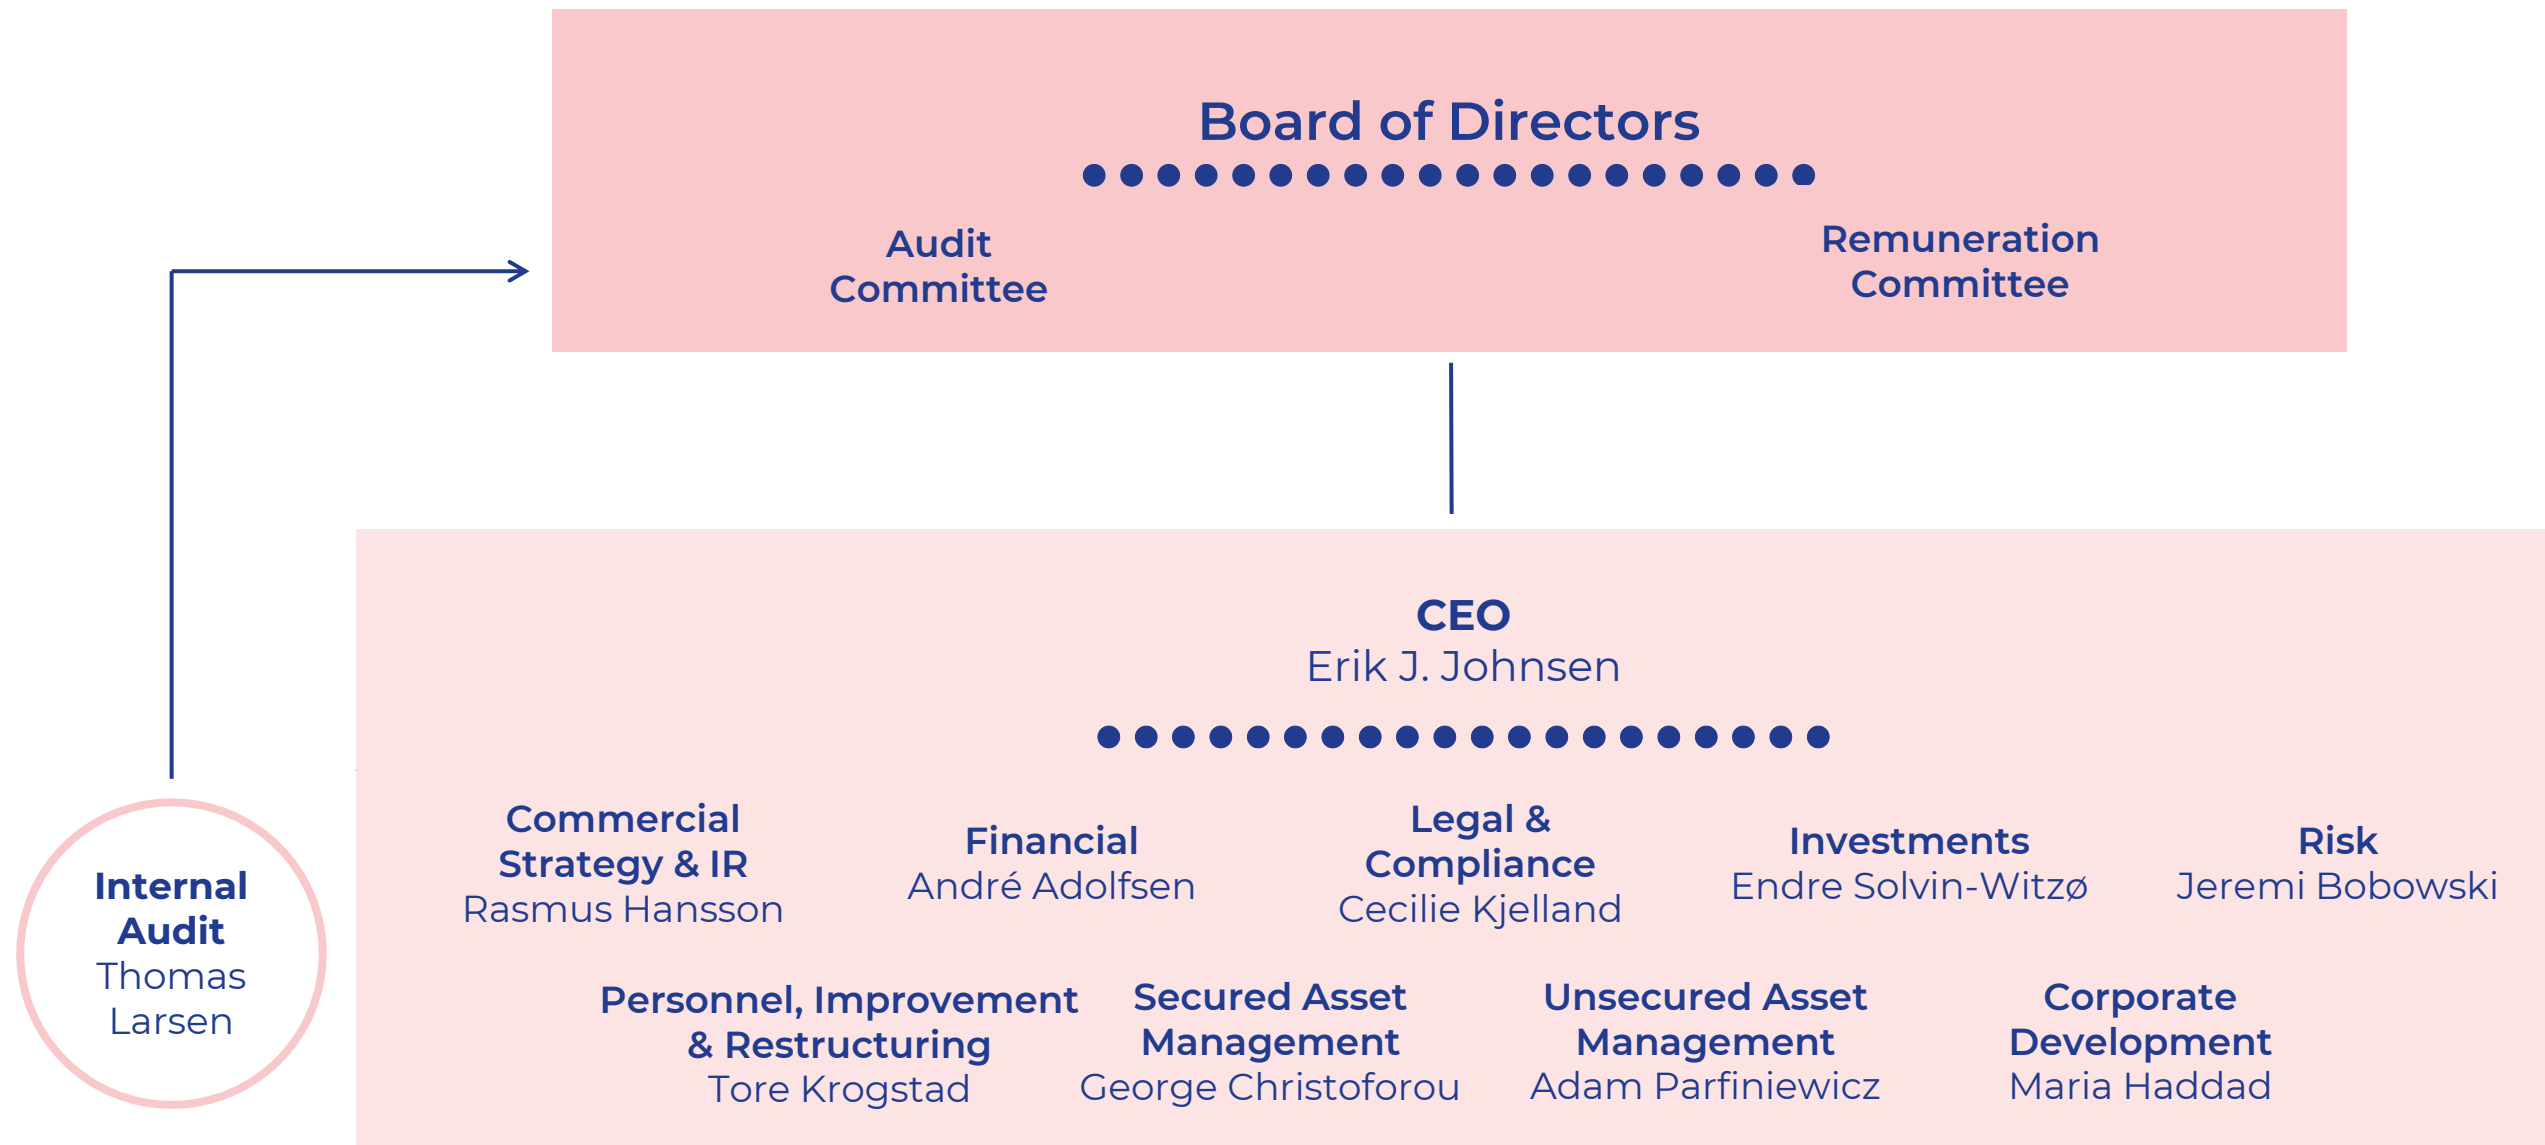 Board of Directors
Audit
Committee
Remuneration
Committee
CEO
Erik J. Johnsen
Commercial
Strategy & IR
Rasmus Hansson
Financial
André Adolfsen
Legal &
Compliance
Cecilie Kjelland
Investments
Endre Solvin-Witzø
Risk
Jeremi Bobowski
Internal
Audit
Thomas
Larsen
Personnel, Improvement
& Restructuring
Tore Krogstad
Secured Asset
Management
George Christoforou
Unsecured Asset
Management
Adam Parfiniewicz
Corporate
Development
Maria Haddad